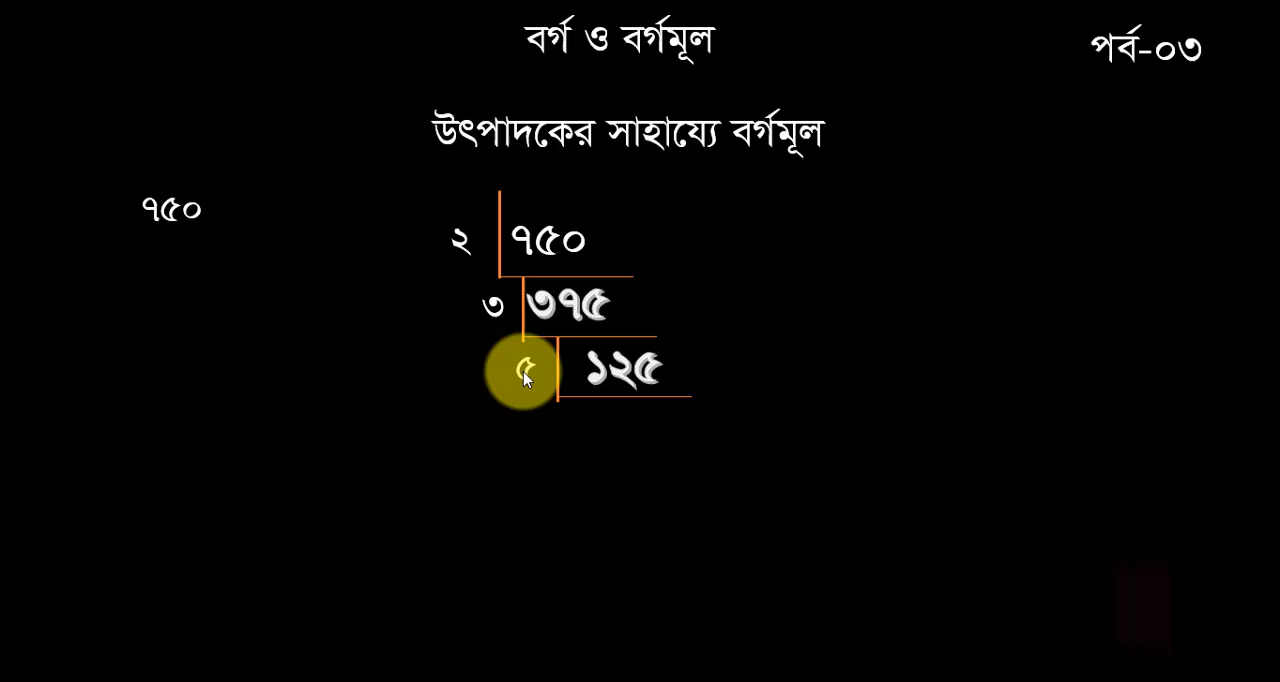 বর্গ ও বর্গমূল
পর্ব-০৩
উৎপাদকের সাহায্যে বর্গমূল
৭৫০
২ ৭৫০
৩ ৩৭৫
৫ ১২৫